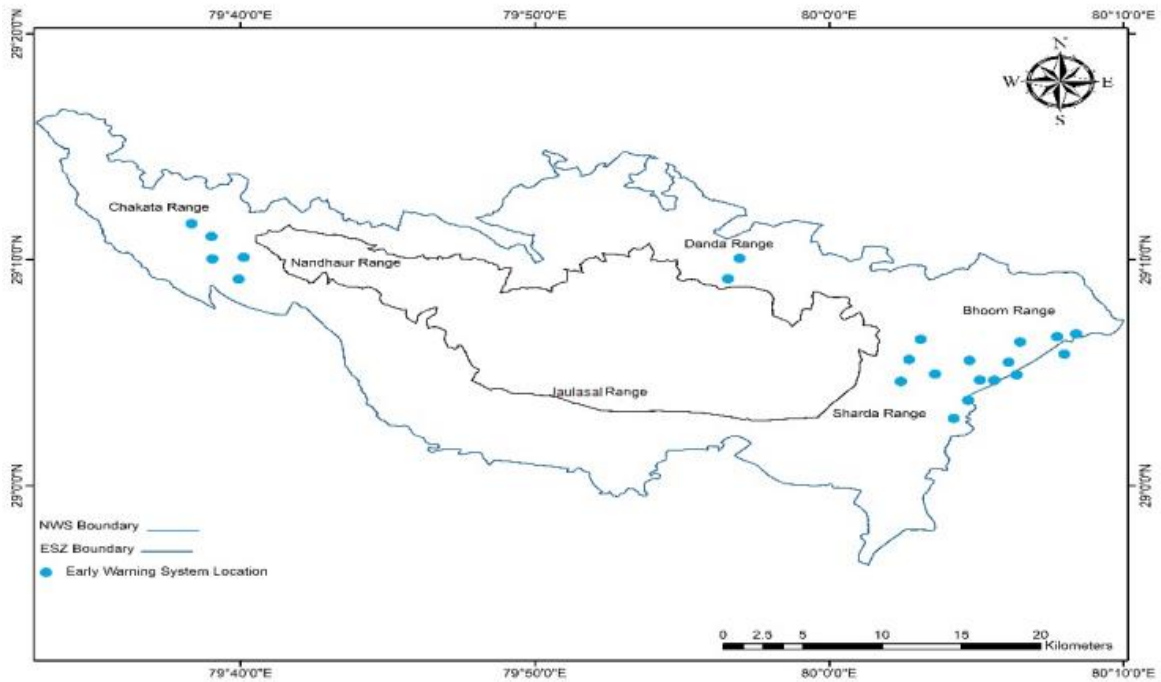 79°40'0"E 79°50'0"E 80°0'0"E 80°10'0"E
29°20'0"N
N
W E
S
Chakata Range
Danda Range
29°10'0"N 29°10'0"N
Nandhaur Range
Bhoom Range
Jaulasal Range
Sharda Range
29°0'0"N 29°0'0"N
NWS Boundary
ESZ Boundary
Early Warning System Location
0 2.5 5 10 15 20
Kilometers
79°40'0"E 79°50'0"E 80°0'0"E 80°10'0"E